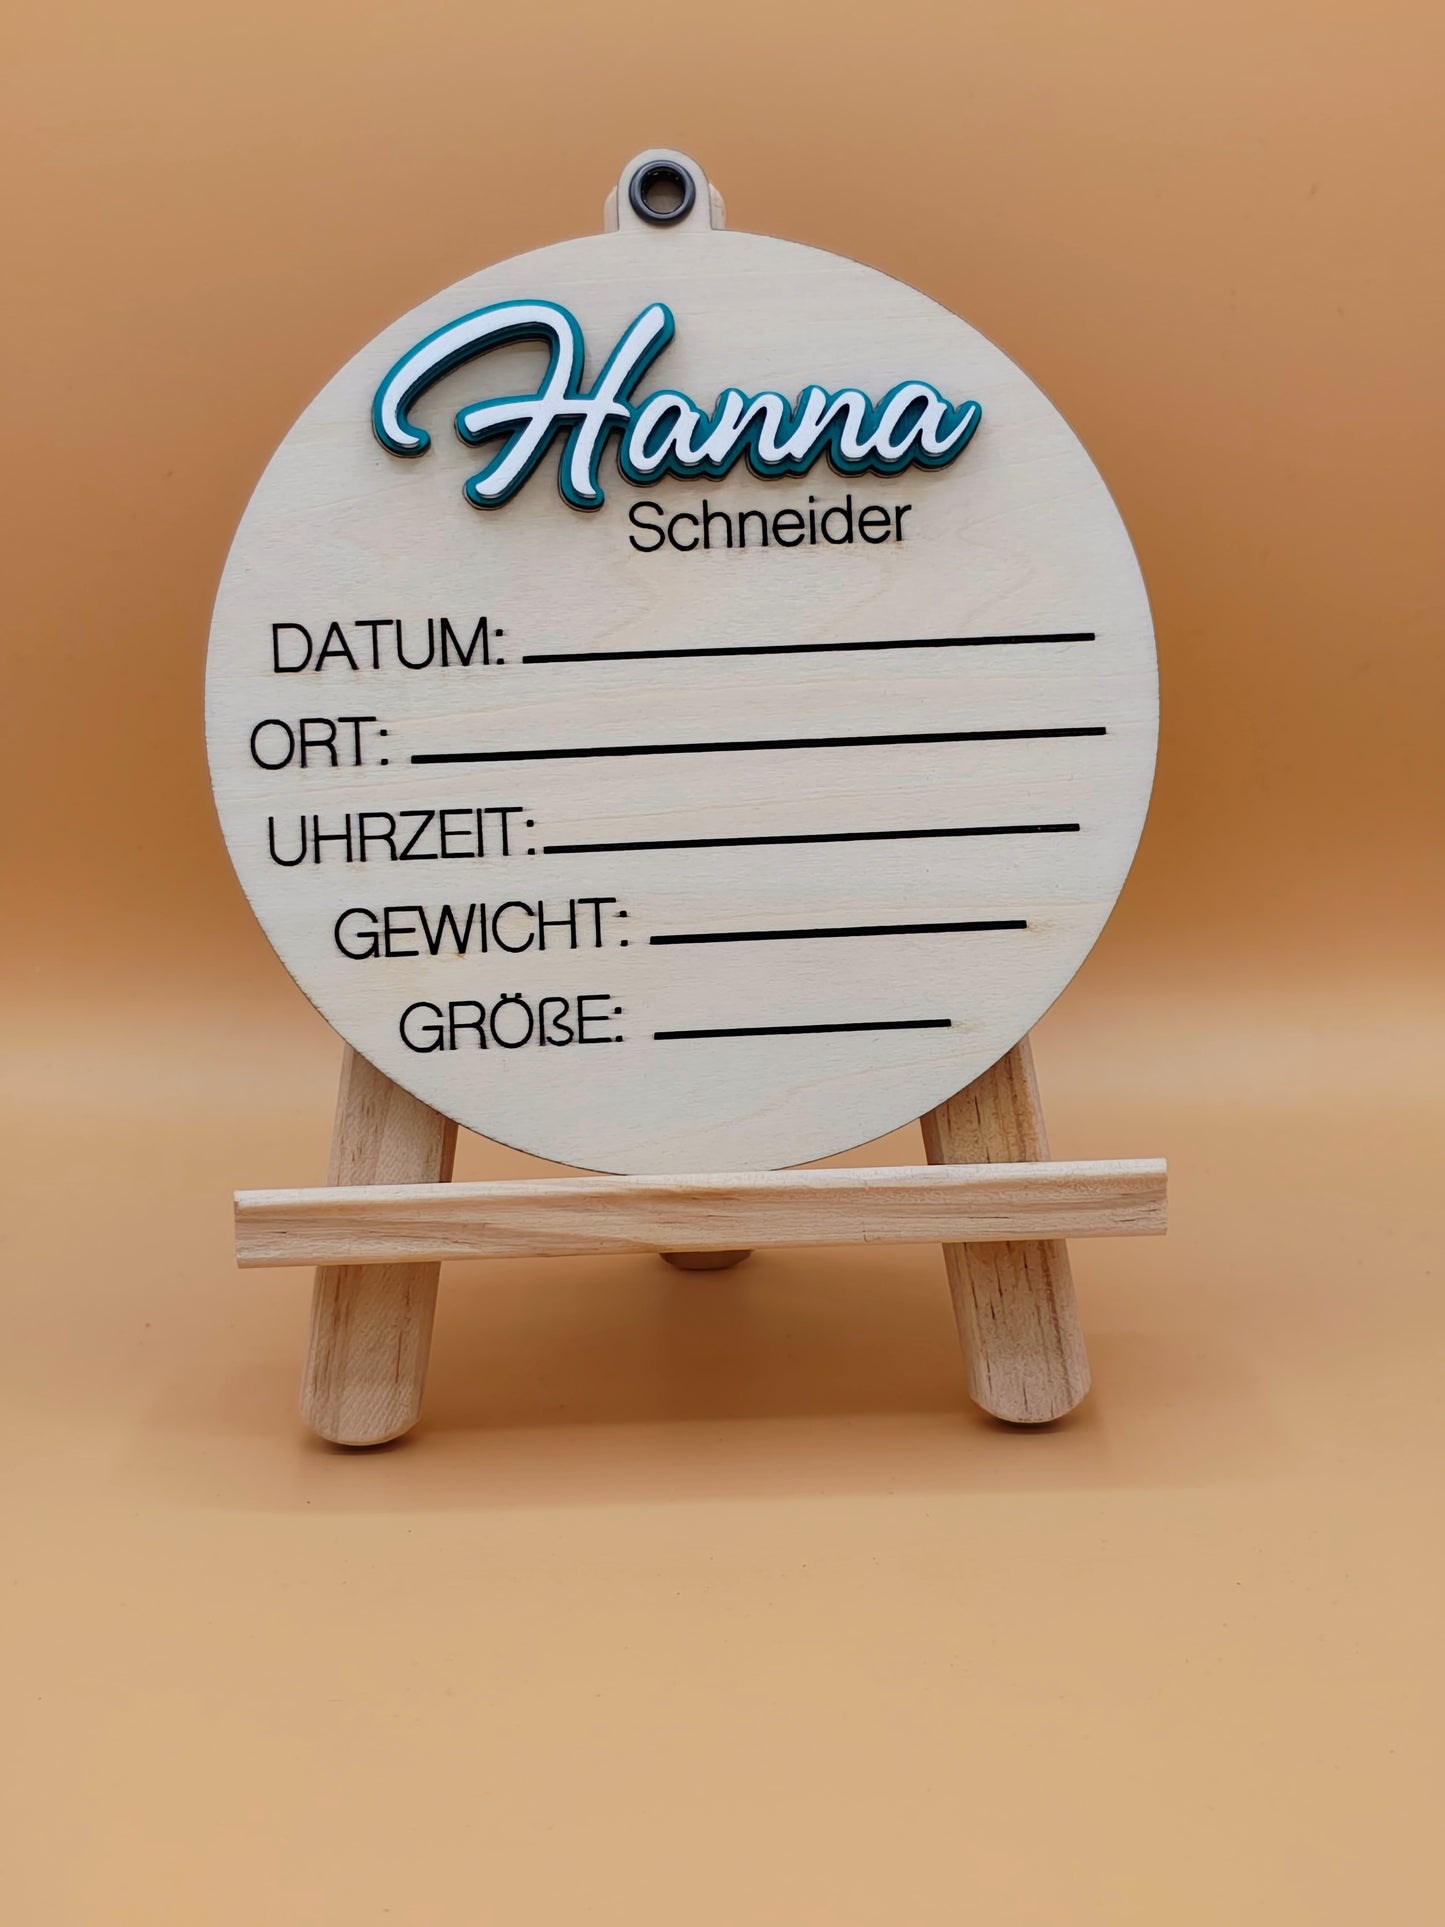 Hanna
Schneider
DATUM:
ORT:
UHRZEIT:
GEWICHT:
GRÖßE: